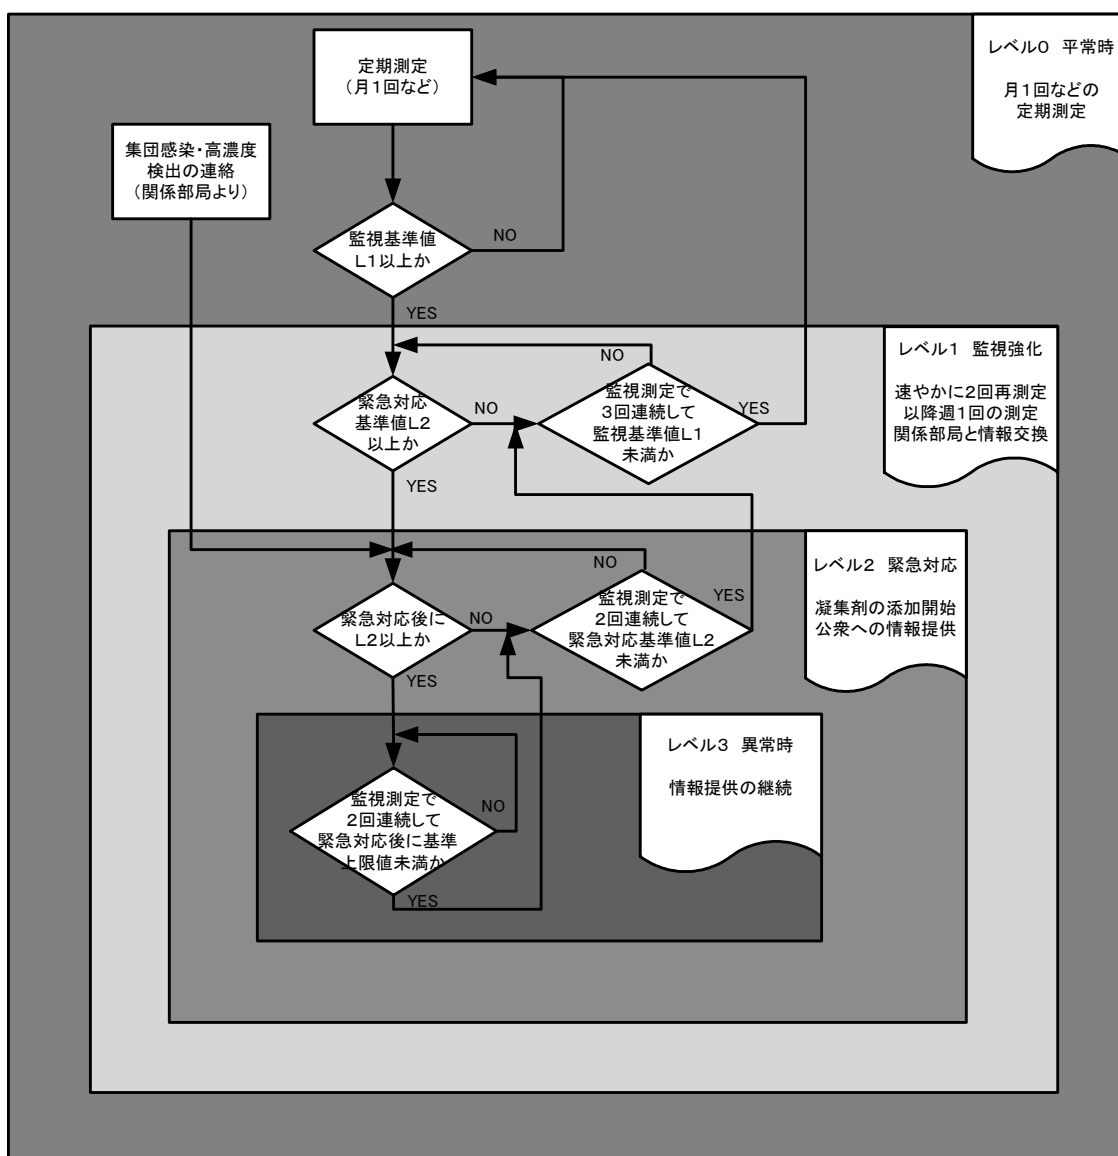 レベル0 平常時
月1回などの
定期測定
定期測定
(月1回など)
集団感染・高濃度
検出の連絡
(関係部局より)
監視基準値
L1以上か
NO
YES
レベル1 監視強化
速やかに2回再測定
以降週1回の測定
関係部局と情報交換
緊急対応
基準値L2
以上か
NO
YES
NO
監視測定で
3回連続して
監視基準値L1
未満か
YES
レベル2 緊急対応
凝集剤の添加開始
公衆への情報提供
緊急対応後に
L2以上か
NO
YES
NO
監視測定で
2回連続して
緊急対応基準値L2
未満か
YES
レベル3 異常時
情報提供の継続
監視測定で
2回連続して
緊急対応後に基準
上限値未満か
NO
YES